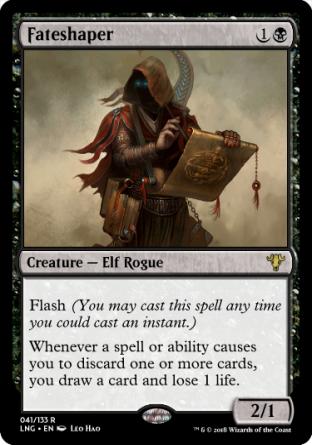 Fateshaper 1
Creature — Elf Rogue
Flash (You may cast this spell any time
you could cast an instant.)
Whenever a spell or ability causes
you to discard one or more cards,
you draw a card and lose 1 life.
2/1
041/133 R
LNG • EN Leo Hao
™ & © 2018 Wizards of the Coast